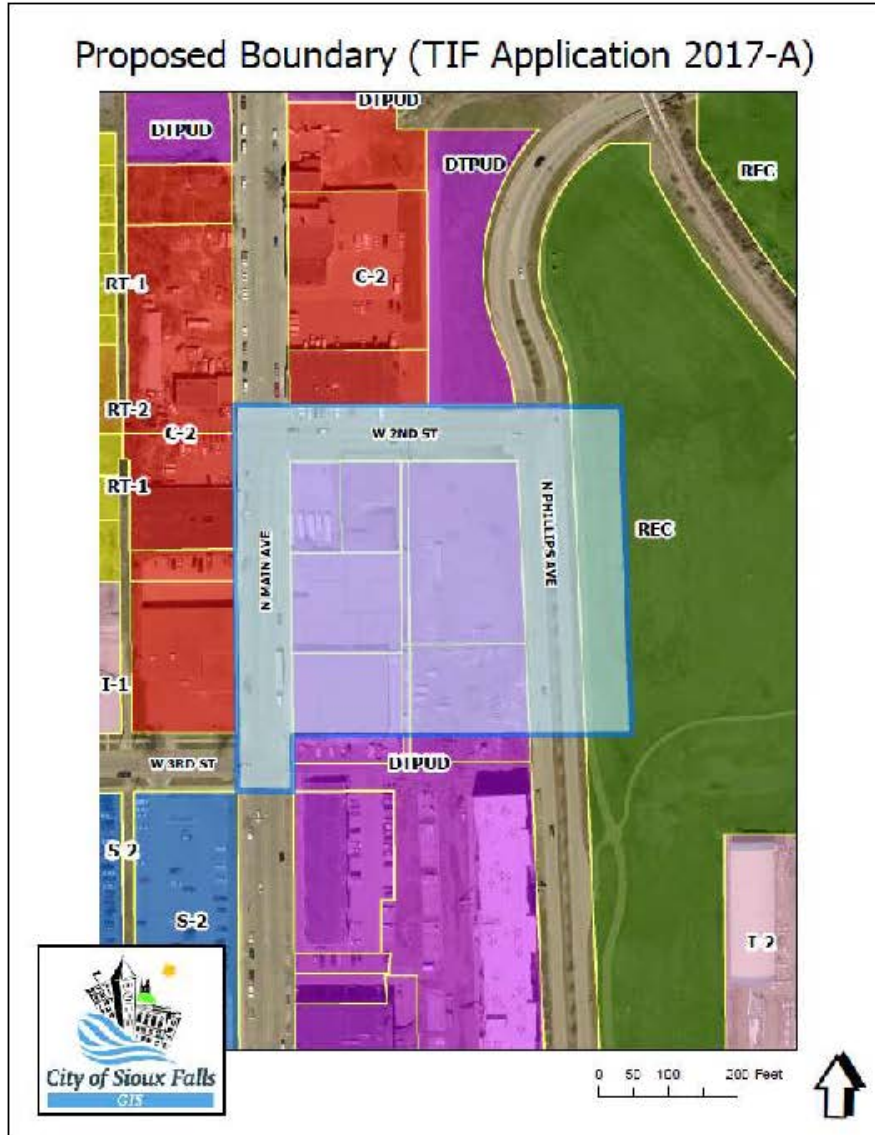 Proposed Boundary (TIF Application 2017-A)
DTPUD
DTPUD
DTPUD
REC
RT-1
C-2
RT-2
C-2
W 2ND ST
RT-1
N MAIN AVE
N PHILLIPS AVE
REC
I-1
W 3RD ST
DTPUD
S-2
S-2
I-2
City of Sioux Falls
GIS
0 50 100 200 Feet